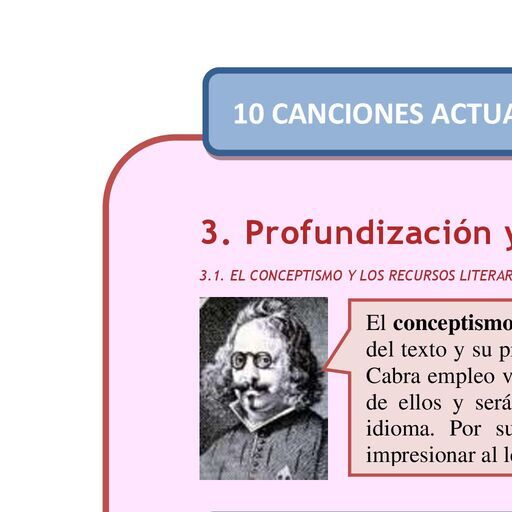 10 CANCIONES ACTUA
3. Profundización y
3.1. EL CONCEPTISMO Y LOS RECURSOS LITERAR
El conceptismo
del texto y su p
Cabra empleo v
de ellos y será
idioma. Por su
impresionar al l